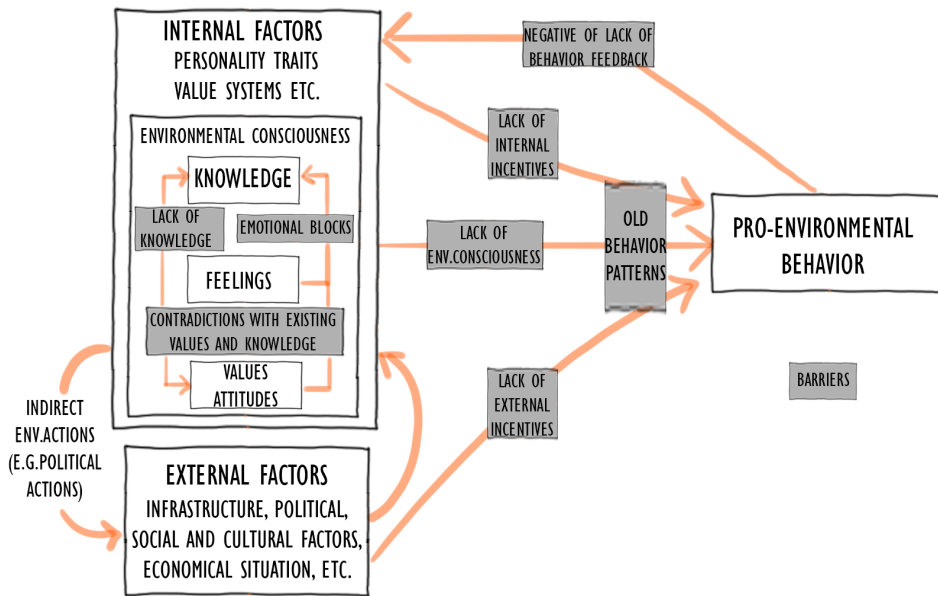 INTERNAL FACTORS
PERSONALITY TRAITS
VALUE SYSTEMS ETC.
ENVIRONMENTAL CONSCIOUSNESS
KNOWLEDGE
LACK OF
KNOWLEDGE
EMOTIONAL BLOCKS
FEELINGS
CONTRADICTIONS WITH EXISTING
VALUES AND KNOWLEDGE
VALUES
ATTITUDES
INDIRECT
ENV.ACTIONS
(E.G.POLITICAL
ACTIONS)
EXTERNAL FACTORS
INFRASTRUCTURE, POLITICAL,
SOCIAL AND CULTURAL FACTORS,
ECONOMICAL SITUATION, ETC.
NEGATIVE OF LACK OF
BEHAVIOR FEEDBACK
LACK OF
INTERNAL
INCENTIVES
LACK OF
ENV.CONSCIOUSNESS
OLD
BEHAVIOR
PATTERNS
LACK OF
EXTERNAL
INCENTIVES
PRO-ENVIRONMENTAL
BEHAVIOR
BARRIERS